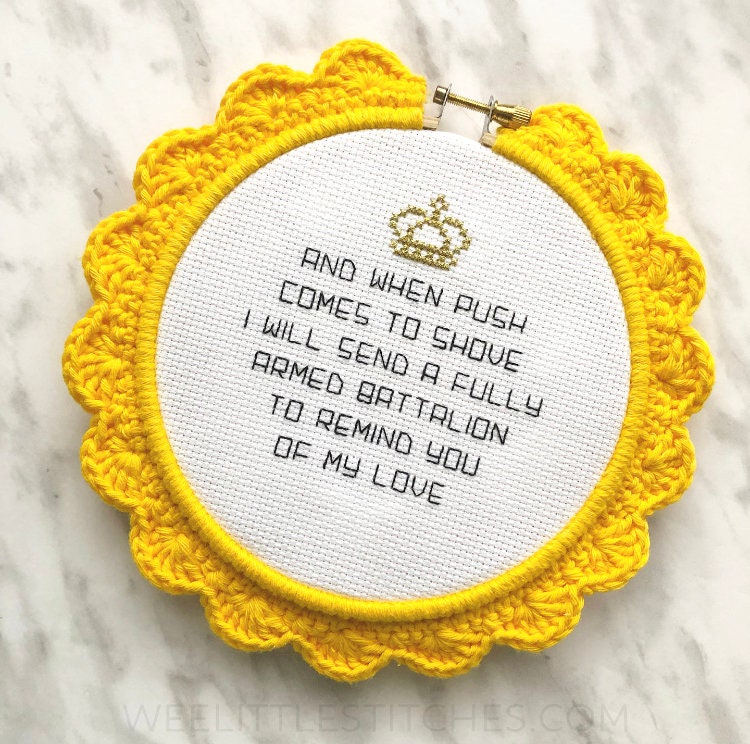 AND WHEN PUSH
COMES TO SHOVE
I WILL SEND A FULLY
ARMED BATTALION
TO REMIND YOU
OF MY LOVE
WEELITTLESTITCHES.COM